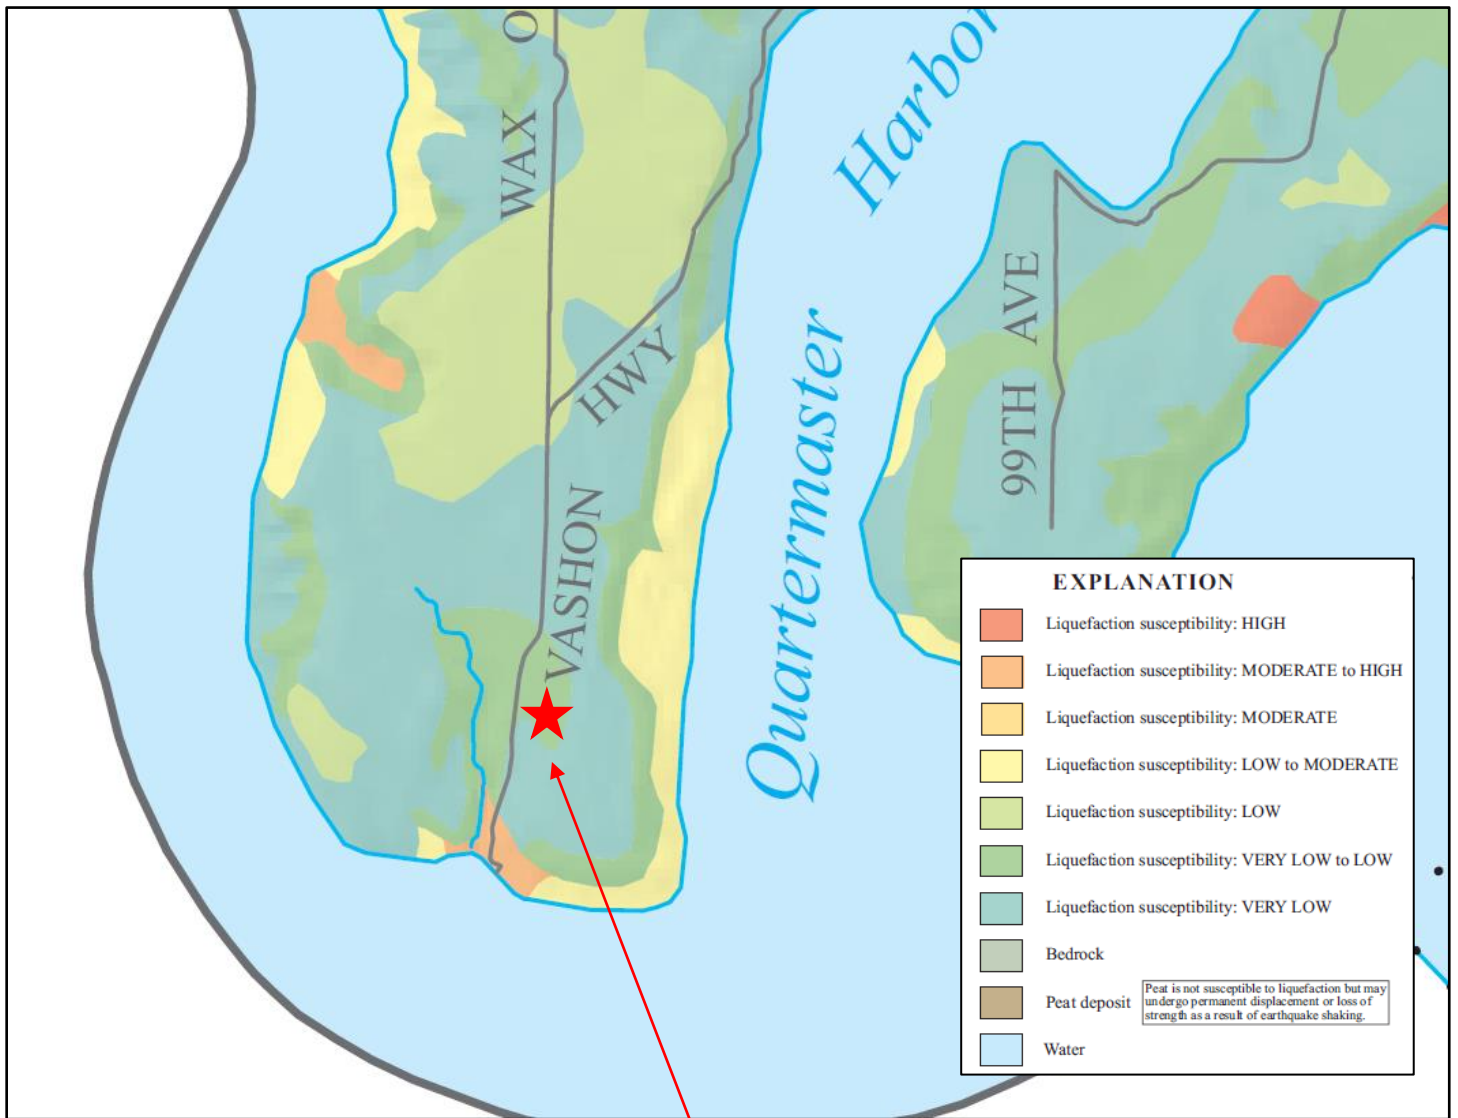 WAX O
Harbor
HWY
99TH AVE
VASHON
Quartermaster
EXPLANATION
Liquefaction susceptibility: HIGH
Liquefaction susceptibility: MODERATE to HIGH
Liquefaction susceptibility: MODERATE
Liquefaction susceptibility: LOW to MODERATE
Liquefaction susceptibility: LOW
Liquefaction susceptibility: VERY LOW to LOW
Liquefaction susceptibility: VERY LOW
Bedrock
Peat deposit
Peat is not susceptible to liquefaction but may
undergo permanent displacement or loss of
strength as a result of earthquake shaking.
Water